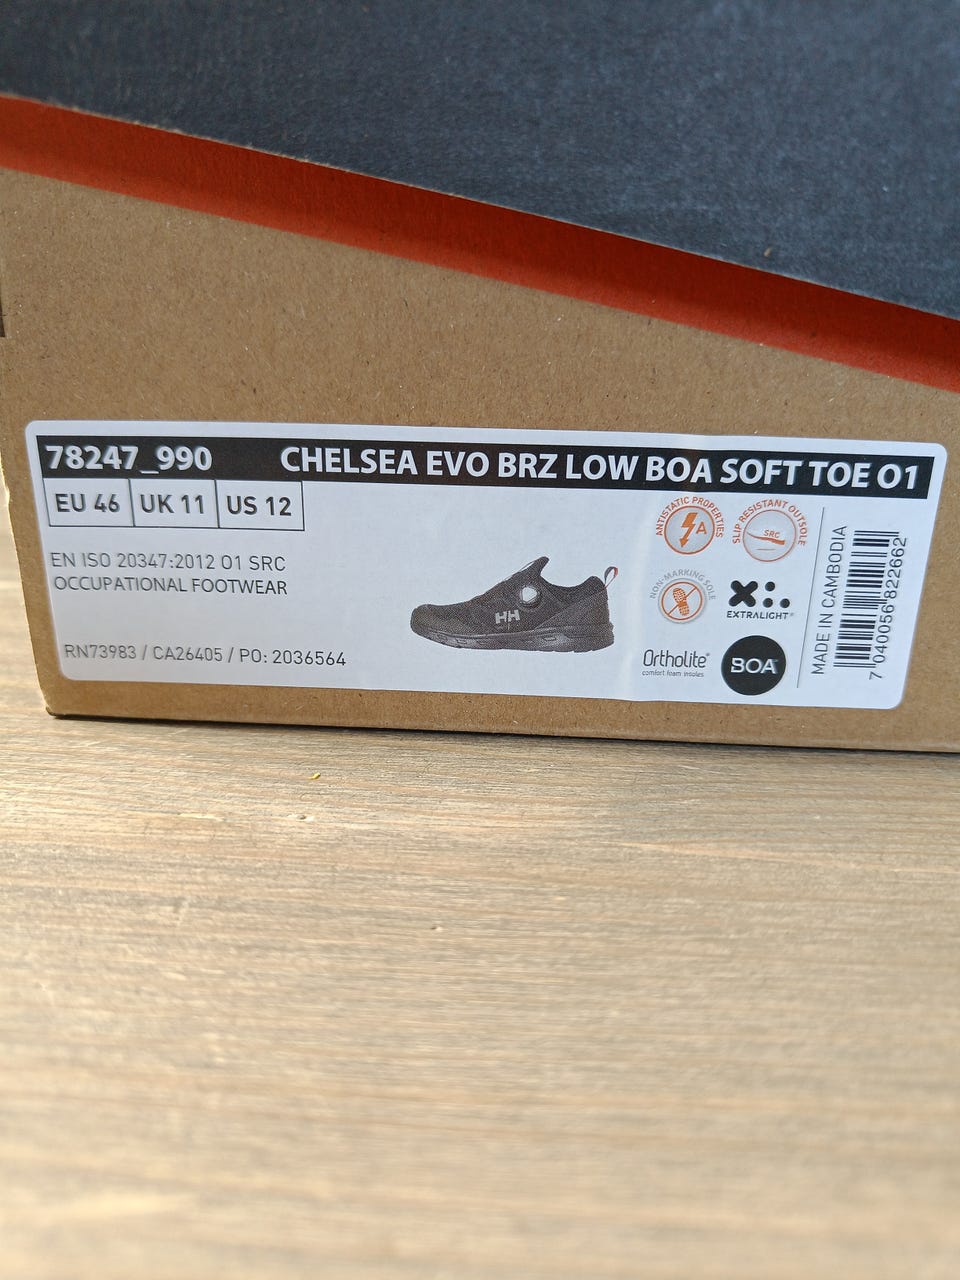 78247_990 CHELSEA EVO BRZ LOW BOA SOFT TOE O1
EU 46 UK 11 US 12
EN ISO 20347:2012 O1 SRC
OCCUPATIONAL FOOTWEAR
RN73983 / CA26405 / PO: 2036564
HH
ANTISTATIC PROPERTIES
A
SLIP RESISTANT OUTSOLE
SRC
NON-MARKING SOLE
EXTRALIGHT®
Ortholite®
comfort foam insoles
BOA
MADE IN CAMBODIA
7 040056 822662